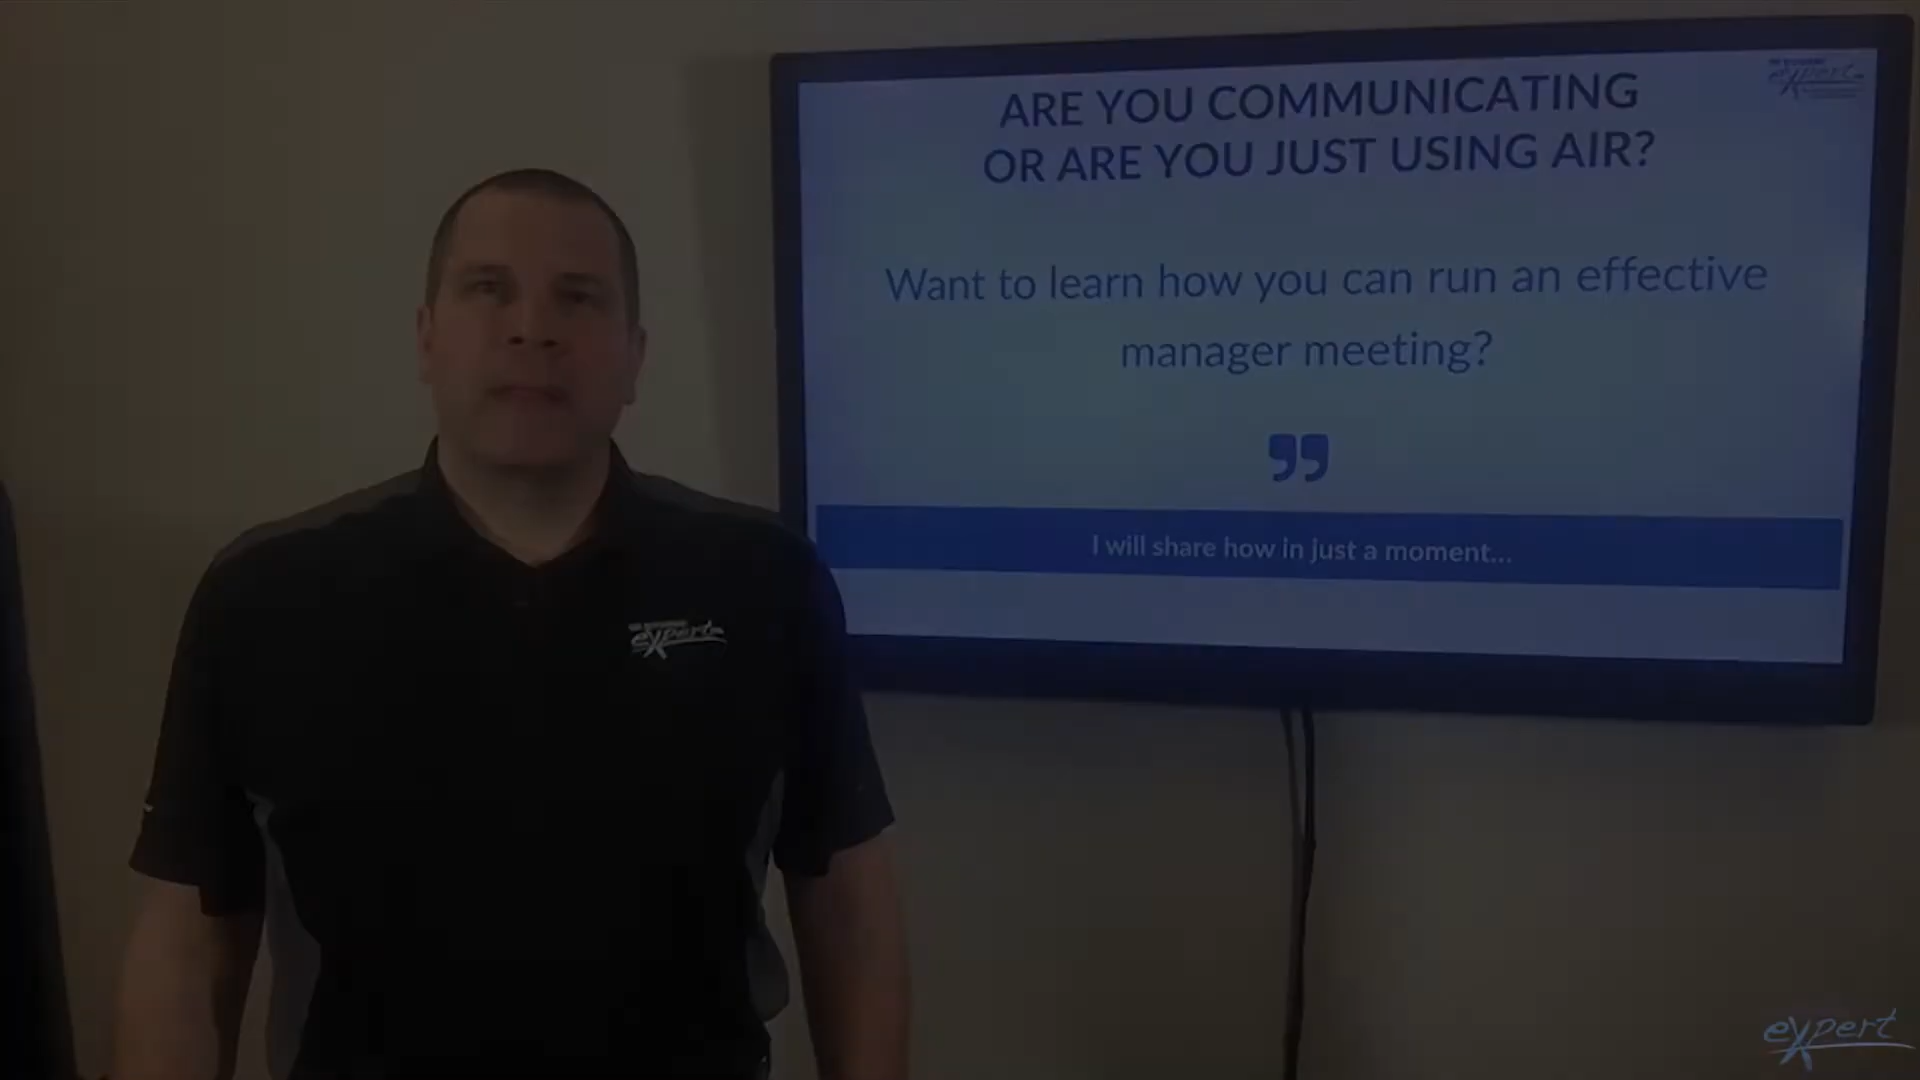 ARE YOU COMMUNICATING
OR ARE YOU JUST USING AIR?
expert
Want to learn how you can run an effective
manager meeting?
”
I will share how in just a moment...
expert
expert